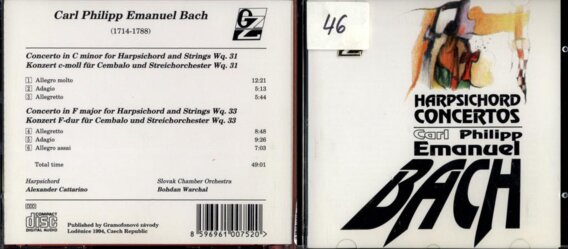 Carl Philipp Emanuel Bach
(1714-1788)
GZ
Concerto in C minor for Harpsichord and Strings Wq. 31
Konzert c-moll für Cembalo und Streichorchester Wq. 31
1 Allegro molto 12:21
2 Adagio 5:13
3 Allegretto 5:44
Concerto in F major for Harpsichord and Strings Wq. 33
Konzert F-dur für Cembalo und Streichorchester Wq. 33
4 Allegretto 8:48
5 Adagio 9:26
6 Allegro assai 7:03
Total time 49:01
Harpsichord
Alexander Cattarino
Slovak Chamber Orchestra
Bohdan Warchal
DDD
COMPACT
disc
DIGITAL AUDIO
Published by Gramofonové závody
Loděnice 1994, Czech Republic
8 596961 007520
46
HARPSICHORD
CONCERTOS
Carl Philipp
Emanuel
BACH